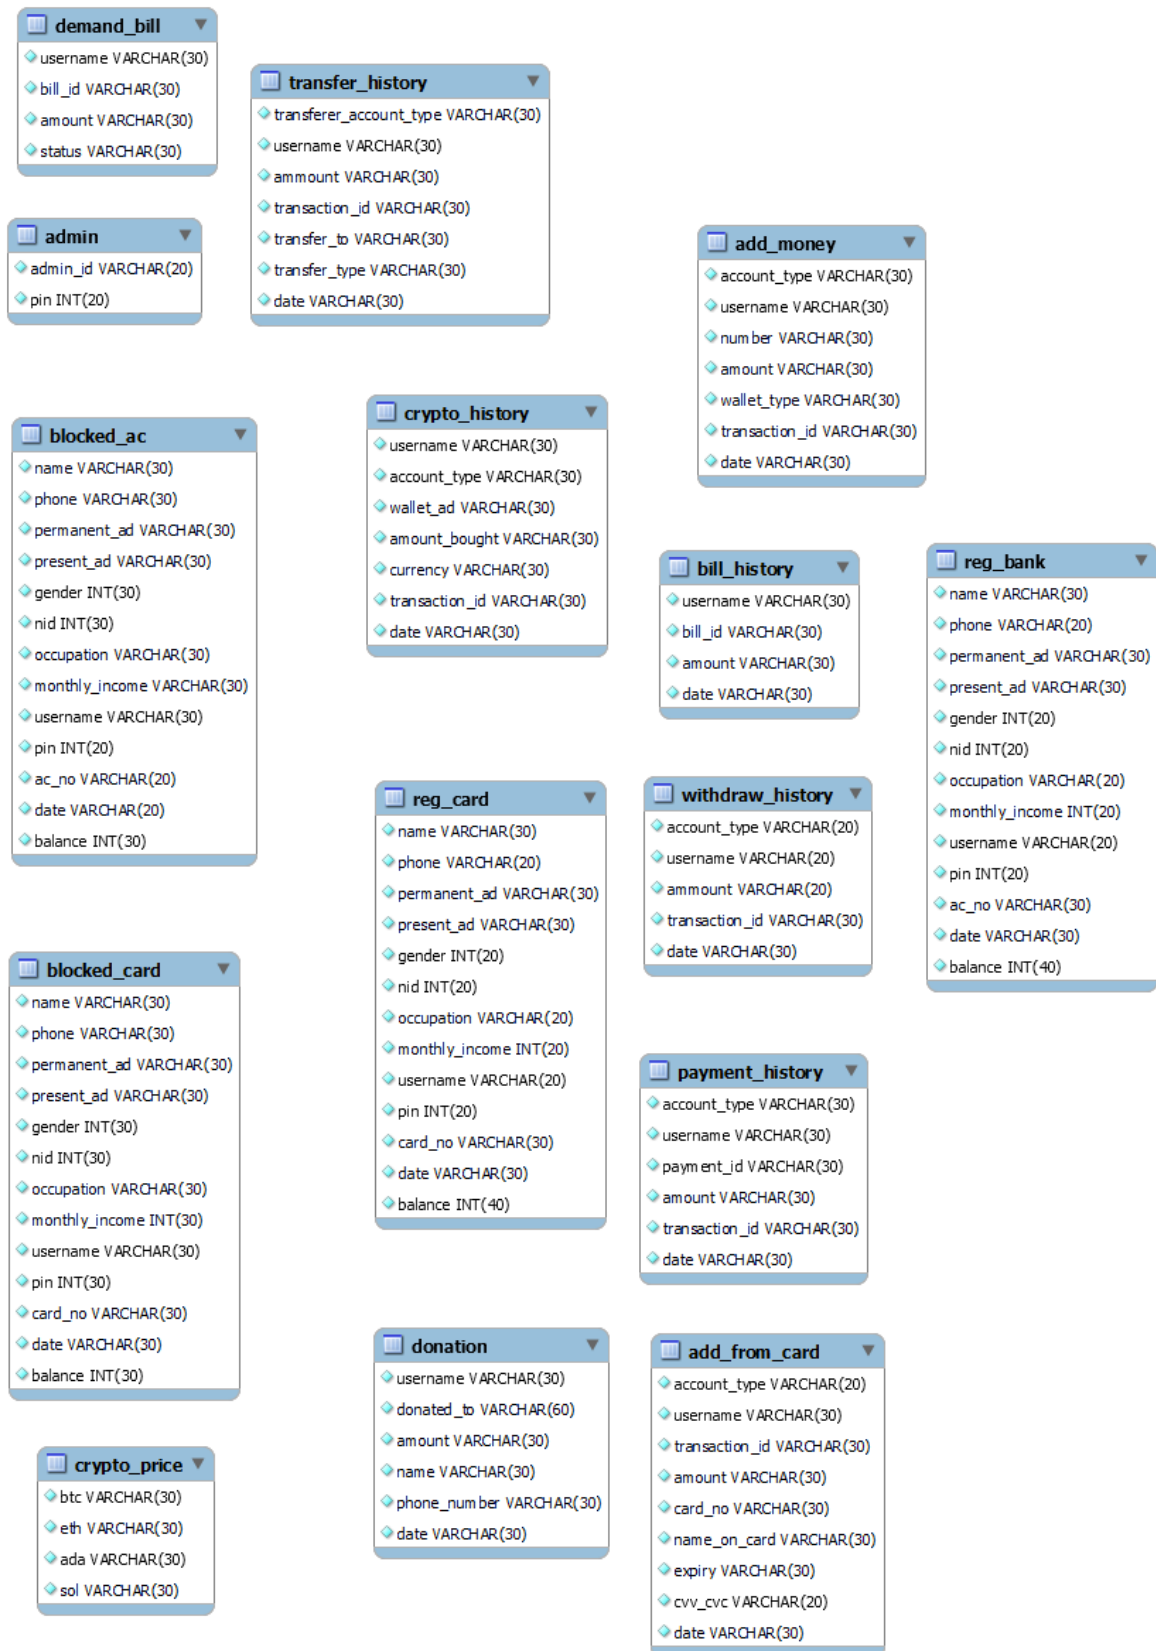 demand_bill
username VARCHAR(30)
bill_id VARCHAR(30)
amount VARCHAR(30)
status VARCHAR(30)
transfer_history
transferer_account_type VARCHAR(30)
username VARCHAR(30)
ammount VARCHAR(30)
transaction_id VARCHAR(30)
transfer_to VARCHAR(30)
transfer_type VARCHAR(30)
date VARCHAR(30)
admin
admin_id VARCHAR(20)
pin INT(20)
add_money
account_type VARCHAR(30)
username VARCHAR(30)
number VARCHAR(30)
amount VARCHAR(30)
wallet_type VARCHAR(30)
transaction_id VARCHAR(30)
date VARCHAR(30)
blocked_ac
name VARCHAR(30)
phone VARCHAR(30)
permanent_ad VARCHAR(30)
present_ad VARCHAR(30)
gender INT(30)
nid INT(30)
occupation VARCHAR(30)
monthly_income VARCHAR(30)
username VARCHAR(30)
pin INT(20)
ac_no VARCHAR(20)
date VARCHAR(20)
balance INT(30)
crypto_history
username VARCHAR(30)
account_type VARCHAR(30)
wallet_ad VARCHAR(30)
amount_bought VARCHAR(30)
currency VARCHAR(30)
transaction_id VARCHAR(30)
date VARCHAR(30)
bill_history
username VARCHAR(30)
bill_id VARCHAR(30)
amount VARCHAR(30)
date VARCHAR(30)
reg_bank
name VARCHAR(30)
phone VARCHAR(20)
permanent_ad VARCHAR(30)
present_ad VARCHAR(30)
gender INT(20)
nid INT(20)
occupation VARCHAR(20)
monthly_income INT(20)
username VARCHAR(20)
pin INT(20)
ac_no VARCHAR(30)
date VARCHAR(30)
balance INT(40)
reg_card
name VARCHAR(30)
phone VARCHAR(20)
permanent_ad VARCHAR(30)
present_ad VARCHAR(30)
gender INT(20)
nid INT(20)
occupation VARCHAR(20)
monthly_income INT(20)
username VARCHAR(20)
pin INT(20)
card_no VARCHAR(30)
date VARCHAR(30)
balance INT(40)
withdraw_history
account_type VARCHAR(20)
username VARCHAR(20)
ammount VARCHAR(20)
transaction_id VARCHAR(30)
date VARCHAR(30)
blocked_card
name VARCHAR(30)
phone VARCHAR(30)
permanent_ad VARCHAR(30)
present_ad VARCHAR(30)
gender INT(30)
nid INT(30)
occupation VARCHAR(30)
monthly_income INT(30)
username VARCHAR(30)
pin INT(30)
card_no VARCHAR(30)
date VARCHAR(30)
balance INT(30)
payment_history
account_type VARCHAR(30)
username VARCHAR(30)
payment_id VARCHAR(30)
amount VARCHAR(30)
transaction_id VARCHAR(30)
date VARCHAR(30)
donation
username VARCHAR(30)
donated_to VARCHAR(60)
amount VARCHAR(30)
name VARCHAR(30)
phone_number VARCHAR(30)
date VARCHAR(30)
add_from_card
account_type VARCHAR(20)
username VARCHAR(30)
transaction_id VARCHAR(30)
amount VARCHAR(30)
card_no VARCHAR(30)
name_on_card VARCHAR(30)
expiry VARCHAR(30)
cvv_cvc VARCHAR(20)
date VARCHAR(30)
crypto_price
btc VARCHAR(30)
eth VARCHAR(30)
ada VARCHAR(30)
sol VARCHAR(30)